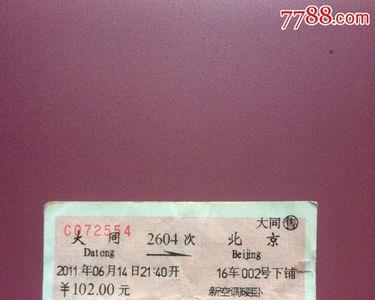 7788.com
大同售
C072554
大同 2604次 北京
Datong Beijing
2011年06月14日21:40开 16车002号下铺
￥102.00元 新空调硬卧